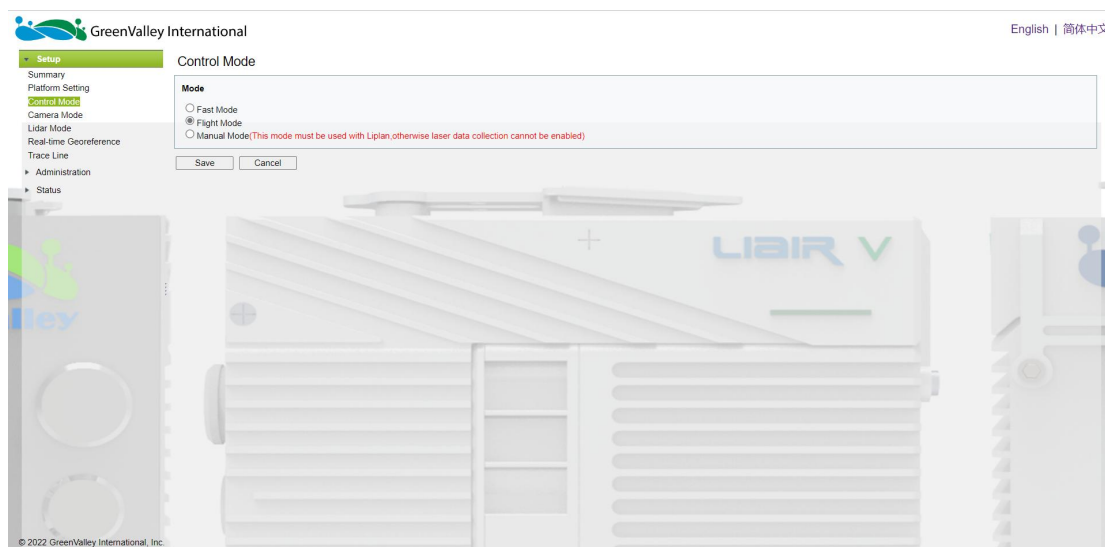 GreenValley International
English | 简体中文
Setup
Control Mode
Summary
Platform Setting
Control Mode
Camera Mode
Lidar Mode
Real-time Georeference
Trace Line
Administration
Status
Mode
Fast Mode
Flight Mode
Manual Mode(This mode must be used with Liplan,otherwise laser data collection cannot be enabled)
Save Cancel
LiAIR V
lley
© 2022 GreenValley International, Inc.